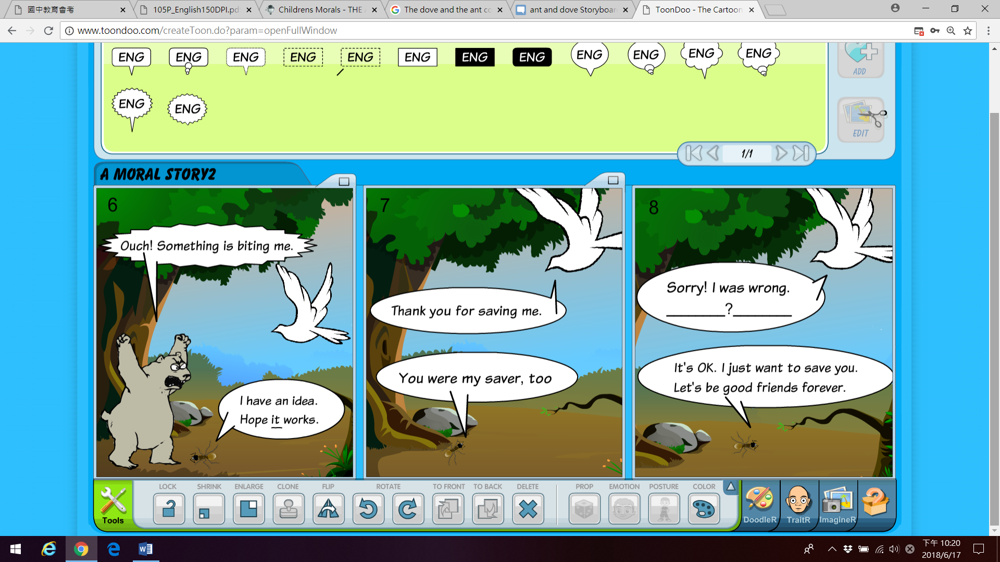 國中教育會考
105P_English150DPI.pd
Childrens Morals - THE
The dove and the ant co
ant and dove Storyboar
ToonDoo - The Cartoon
www.toondoo.com/createToon.do?param=openFullWindow
ENG ENG ENG ENG ENG ENG ENG ENG ENG ENG ENG ENG
ENG ENG
ADD
EDIT
1/1
A MORAL STORY2
6
Ouch! Something is biting me.
I have an idea.
Hope it works.
7
Thank you for saving me.
You were my saver, too
8
Sorry! I was wrong.
________?________
It's OK. I just want to save you.
Let's be good friends forever.
Tools
LOCK SHRINK ENLARGE CLONE FLIP ROTATE TO FRONT TO BACK DELETE PROP EMOTION POSTURE COLOR
DoodleR TraitR ImagineR
下午 10:20
2018/6/17